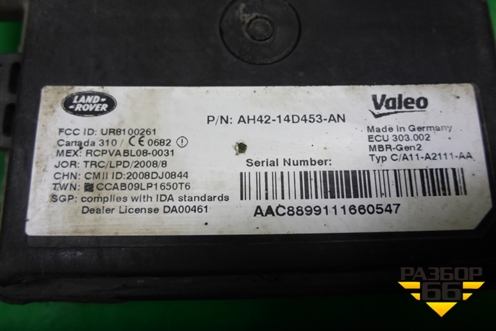 LAND-
ROVER
P/N: AH42-14D453-AN
Valeo
FCC ID: UR8100261
Canada 310 / CE 0682 !
MEX: RCPVABL08-0031
JOR: TRC/LPD/2008/8
CHN: CMII ID:2008DJ0844
TWN: CCAB09LP1650T6
SGP: complies with IDA standards
Dealer License DA00461
Made in Germany
ECU 303.002
MBR-Gen2
Typ C/A11-A2111-AA
Serial Number:
AAC8899111660547
РАЗБОР
66